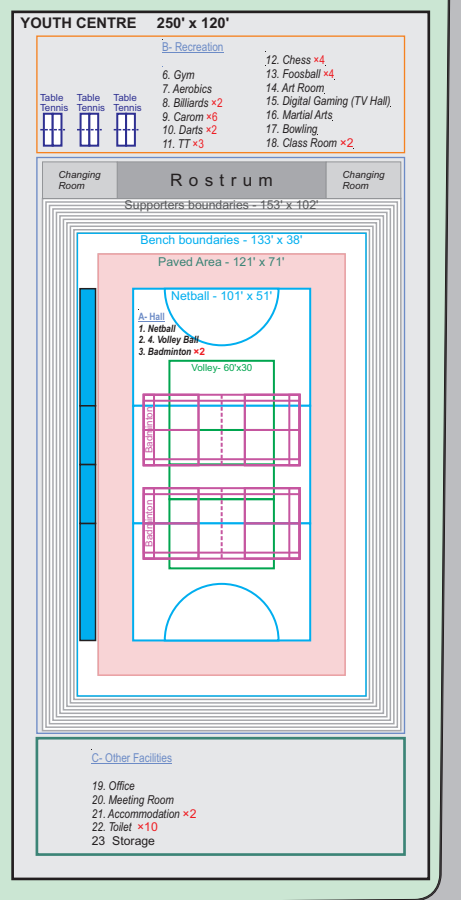 YOUTH CENTRE 250' x 120'
B- Recreation
6. Gym
7. Aerobics
8. Billiards ×2
9. Carom ×6
10. Darts ×2
11. TT ×3
12. Chess ×4
13. Foosball ×4
14. Art Room
15. Digital Gaming (TV Hall)
16. Martial Arts
17. Bowling
18. Class Room ×2
Table Tennis
Table Tennis
Table Tennis
Changing Room
Rostrum
Changing Room
Supporters boundaries - 153' x 102'
Bench boundaries - 133' x 38'
Paved Area - 121' x 71'
Netball - 101' x 51'
A- Hall
1. Netball
2. 4. Volley Ball
3. Badminton ×2
Volley- 60'x30
Badminton
Badminton
C- Other Facilities
19. Office
20. Meeting Room
21. Accommodation ×2
22. Toilet ×10
23 Storage